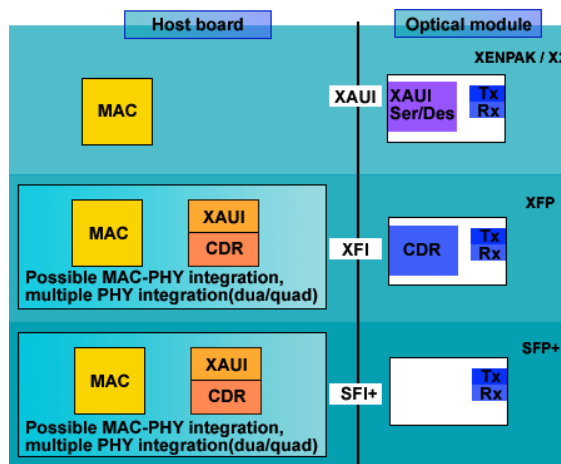 Host board
Optical module
XENPAK / X2
MAC
XAUI
XAUI
Ser/Des
Tx
Rx
XFP
MAC
XAUI
CDR
XFI
CDR
Tx
Rx
Possible MAC-PHY integration,
multiple PHY integration(dua/quad)
SFP+
MAC
XAUI
CDR
SFI+
Tx
Rx
Possible MAC-PHY integration,
multiple PHY integration(dua/quad)